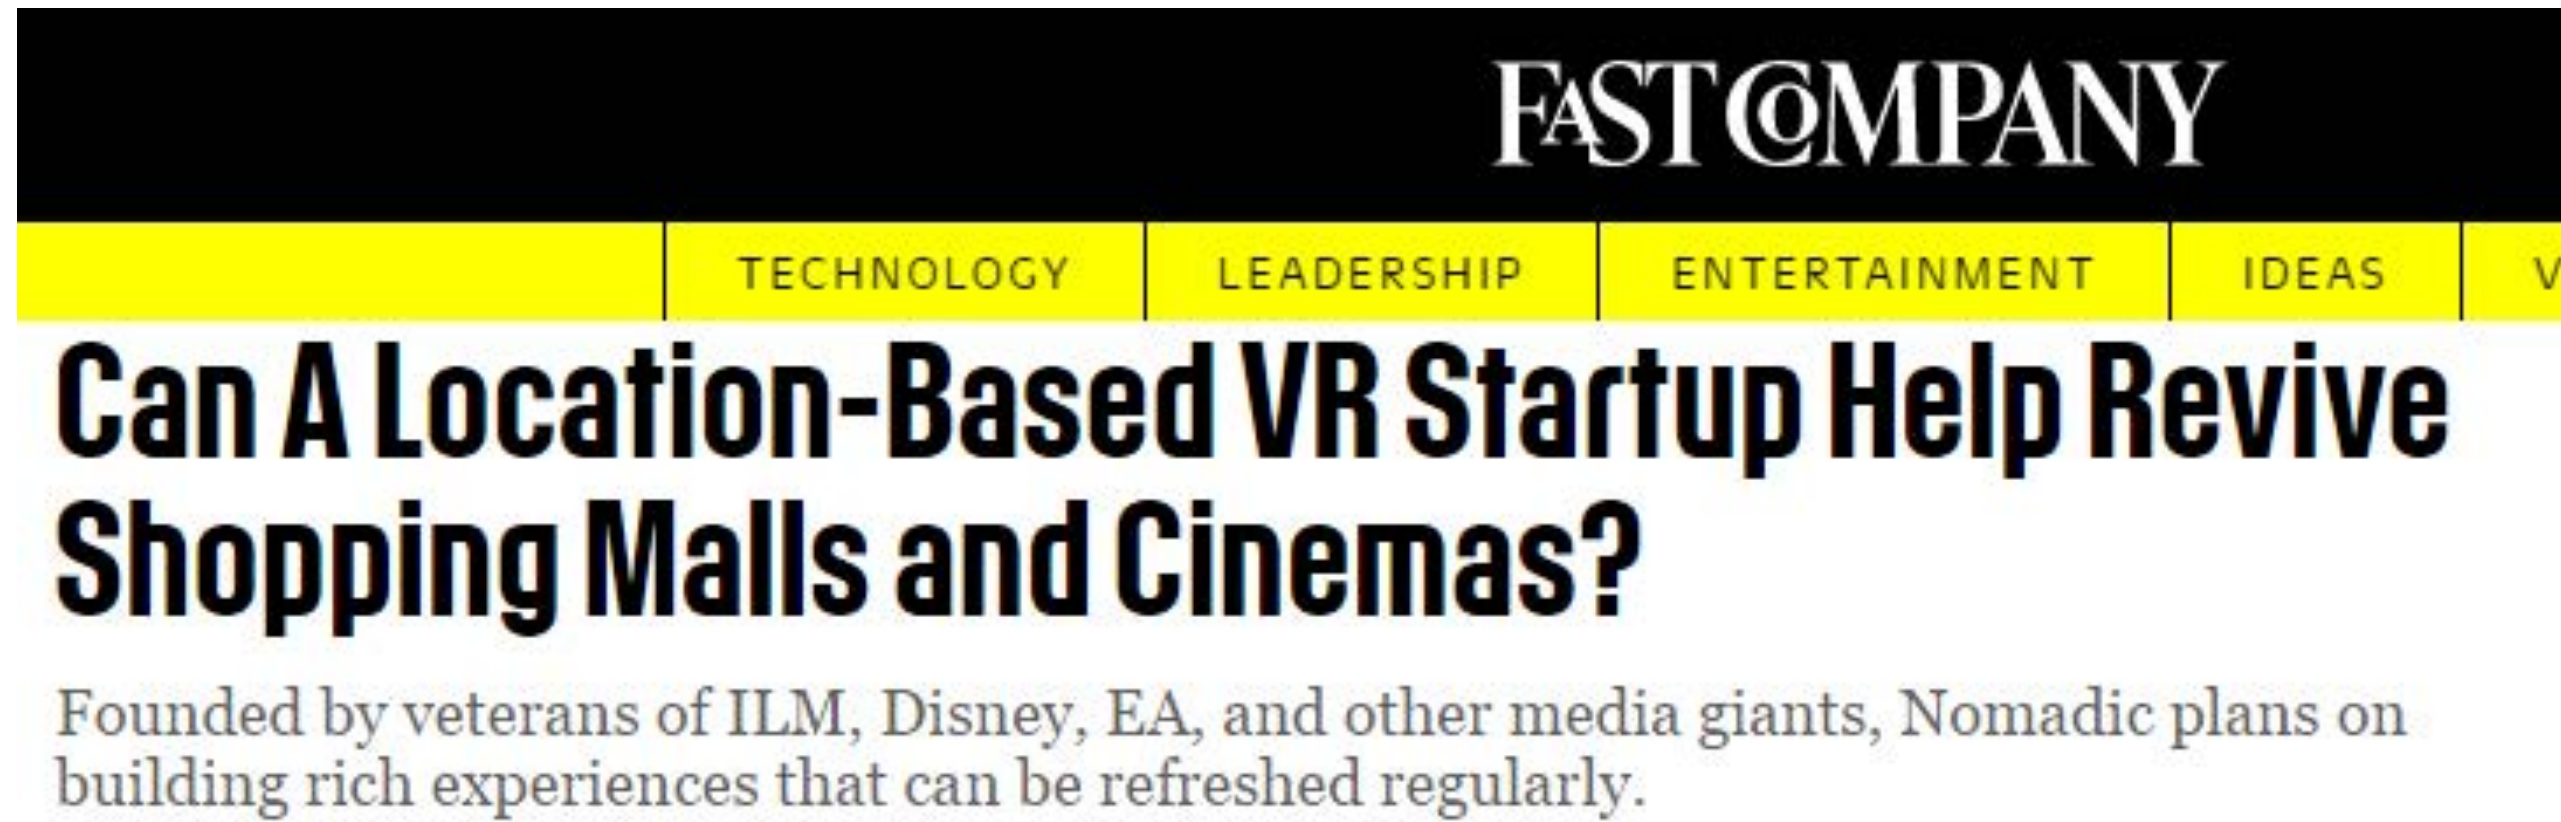 FAST COMPANY
TECHNOLOGY LEADERSHIP ENTERTAINMENT IDEAS V
Can A Location-Based VR Startup Help Revive
Shopping Malls and Cinemas?
Founded by veterans of ILM, Disney, EA, and other media giants, Nomadic plans on
building rich experiences that can be refreshed regularly.